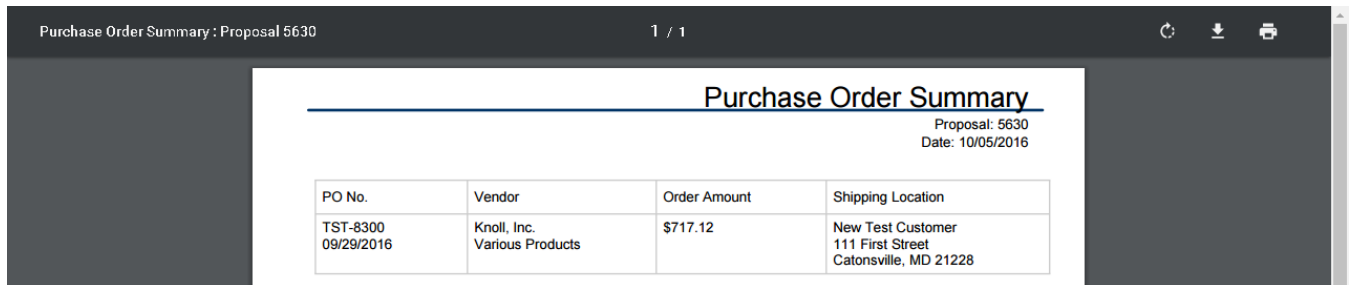 Purchase Order Summary : Proposal 5630
1 / 1
Purchase Order Summary
Proposal: 5630
Date: 10/05/2016
PO No. Vendor Order Amount Shipping Location
TST-8300 Knoll, Inc. $717.12 New Test Customer
09/29/2016 Various Products 111 First Street
Catonsville, MD 21228